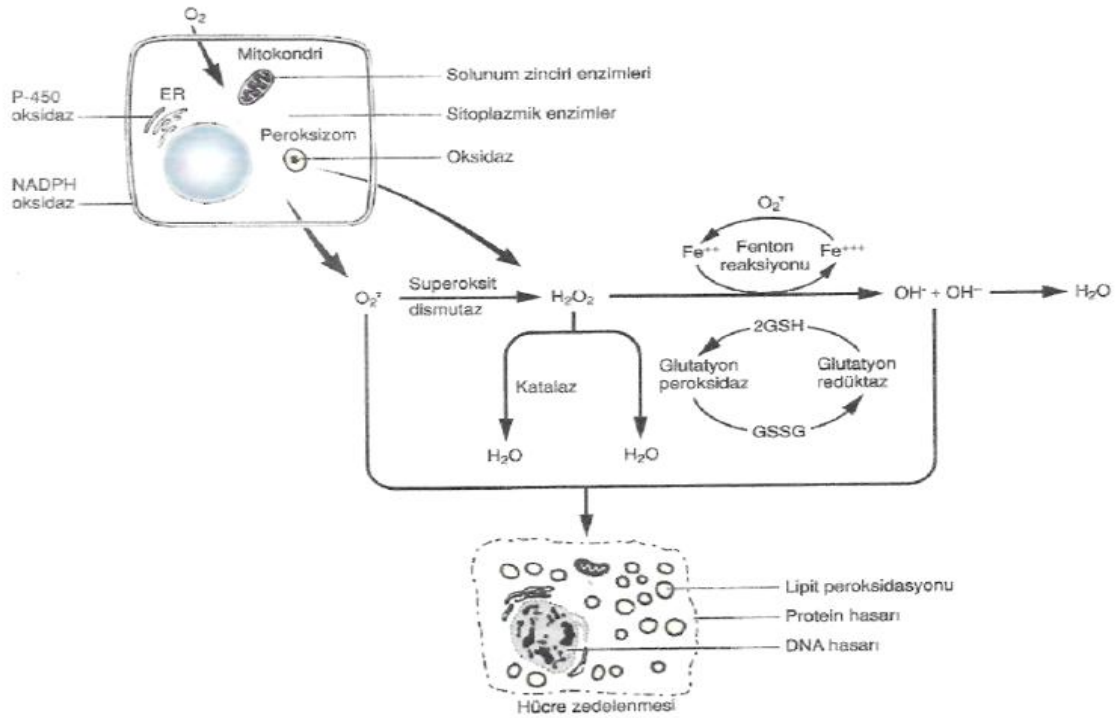 O₂
Mitokondri
Solunum zinciri enzimleri
P-450
oksidaz
ER
Sitoplazmik enzimler
Peroksizom
Oksidaz
NADPH
oksidaz
O₂⁻
Fe⁺⁺
Fenton
reaksiyonu
Fe⁺⁺⁺
O₂⁻
Superoksit
dismutaz
H₂O₂
OH• + OH⁻
H₂O
2GSH
Glutatyon
peroksidaz
Glutatyon
redüktaz
Katalaz
GSSG
H₂O
H₂O
Lipit peroksidasyonu
Protein hasarı
DNA hasarı
Hücre zedelenmesi